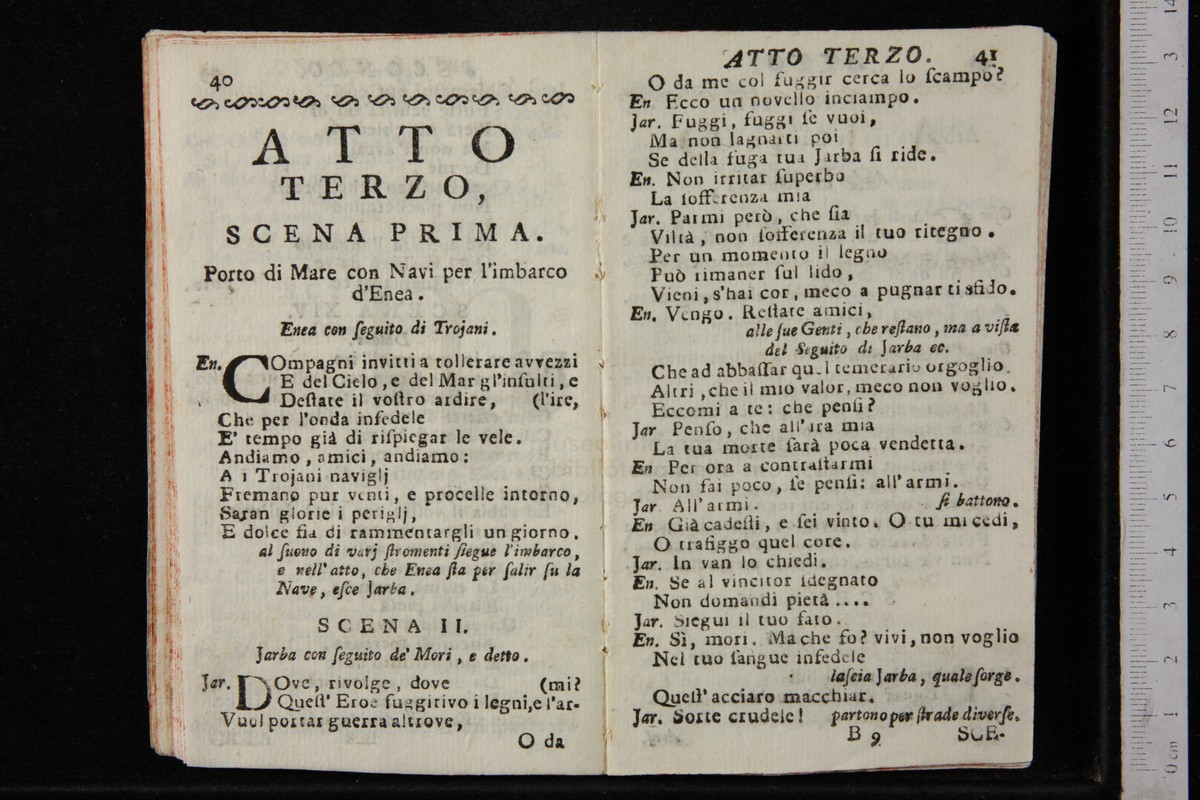 40
ATTO
TERZO,
SCENA PRIMA.
Porto di Mare con Navi per l'imbarco
d'Enea.
Enea con ſeguito di Trojani.
En. COmpagni invitti a tollerare avvezzi
E del Cielo, e del Mar gl'inſulti, e
Deſtate il voſtro ardire, (l'ire,
Che per l'onda infedele
E' tempo già di riſpiegar le vele.
Andiamo, amici, andiamo:
A i Trojani naviglj
Fremano pur venti, e procelle intorno,
Saran glorie i periglj,
E dolce fia di rammentargli un giorno.
al ſuono di varj ſtromenti ſiegue l'imbarco,
e nell'atto, che Enea ſta per ſalir ſu la
Nave, eſce Jarba.
SCENA II.
Jarba con ſeguito de' Mori, e detto.
Jar. DOve, rivolge, dove (mi?
Queſt' Eroe fuggitivo i legni, e l'ar-
Vuol portar guerra altrove,
O da
ATTO TERZO. 41
O da me col fuggir cerca lo ſcampo?
En. Ecco un novello inciampo.
Jar. Fuggi, fuggi ſe vuoi,
Ma non lagnarti poi
Se della fuga tua Jarba ſi ride.
En. Non irritar ſuperbo
La ſofferenza mia
Jar. Parmi però, che ſia
Viltà, non ſofferenza il tuo ritegno.
Per un momento il legno
Può rimaner ſul lido,
Vieni, s'hai cor, meco a pugnar ti sfido.
En. Vengo. Reſtate amici,
alle ſue Genti, che reſtano, ma a viſta
del Seguito di Jarba ec.
Che ad abbaſſar quel temerario orgoglio,
Altri, che il mio valor, meco non voglio.
Eccomi a te: che penſi?
Jar Penſo, che all'ira mia
La tua morte ſarà poca vendetta.
En Per ora a contraſtarmi
Non fai poco, ſe penſi: all'armi.
Jar. All'armi. ſi battono.
En Già cadeſti, e ſei vinto. O tu mi cedi,
O trafiggo quel core.
Jar. In van lo chiedi.
En. Se al vincitor ſdegnato
Non domandi pietà ....
Jar. Siegui il tuo fato.
En. Sì, mori. Ma che fo? vivi, non voglio
Nel tuo ſangue infedele
laſcia Jarba, quale ſorge.
Queſt' acciaro macchiar.
Jar. Sorte crudele! partono per ſtrade diverſe.
B 9 SCE-